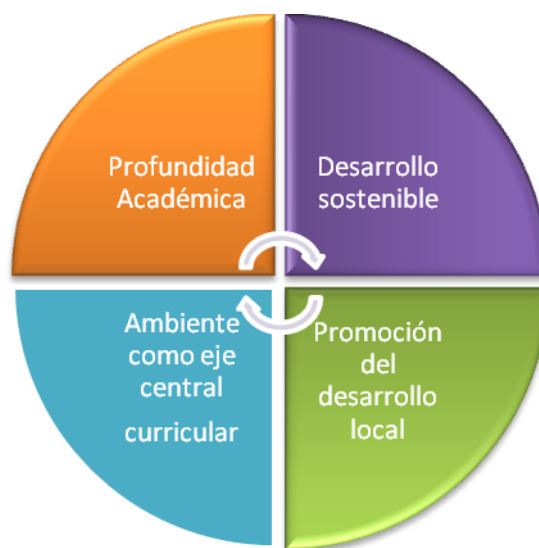 Profundidad
Académica
Desarrollo
sostenible
Ambiente
como eje
central
curricular
Promoción
del
desarrollo
local